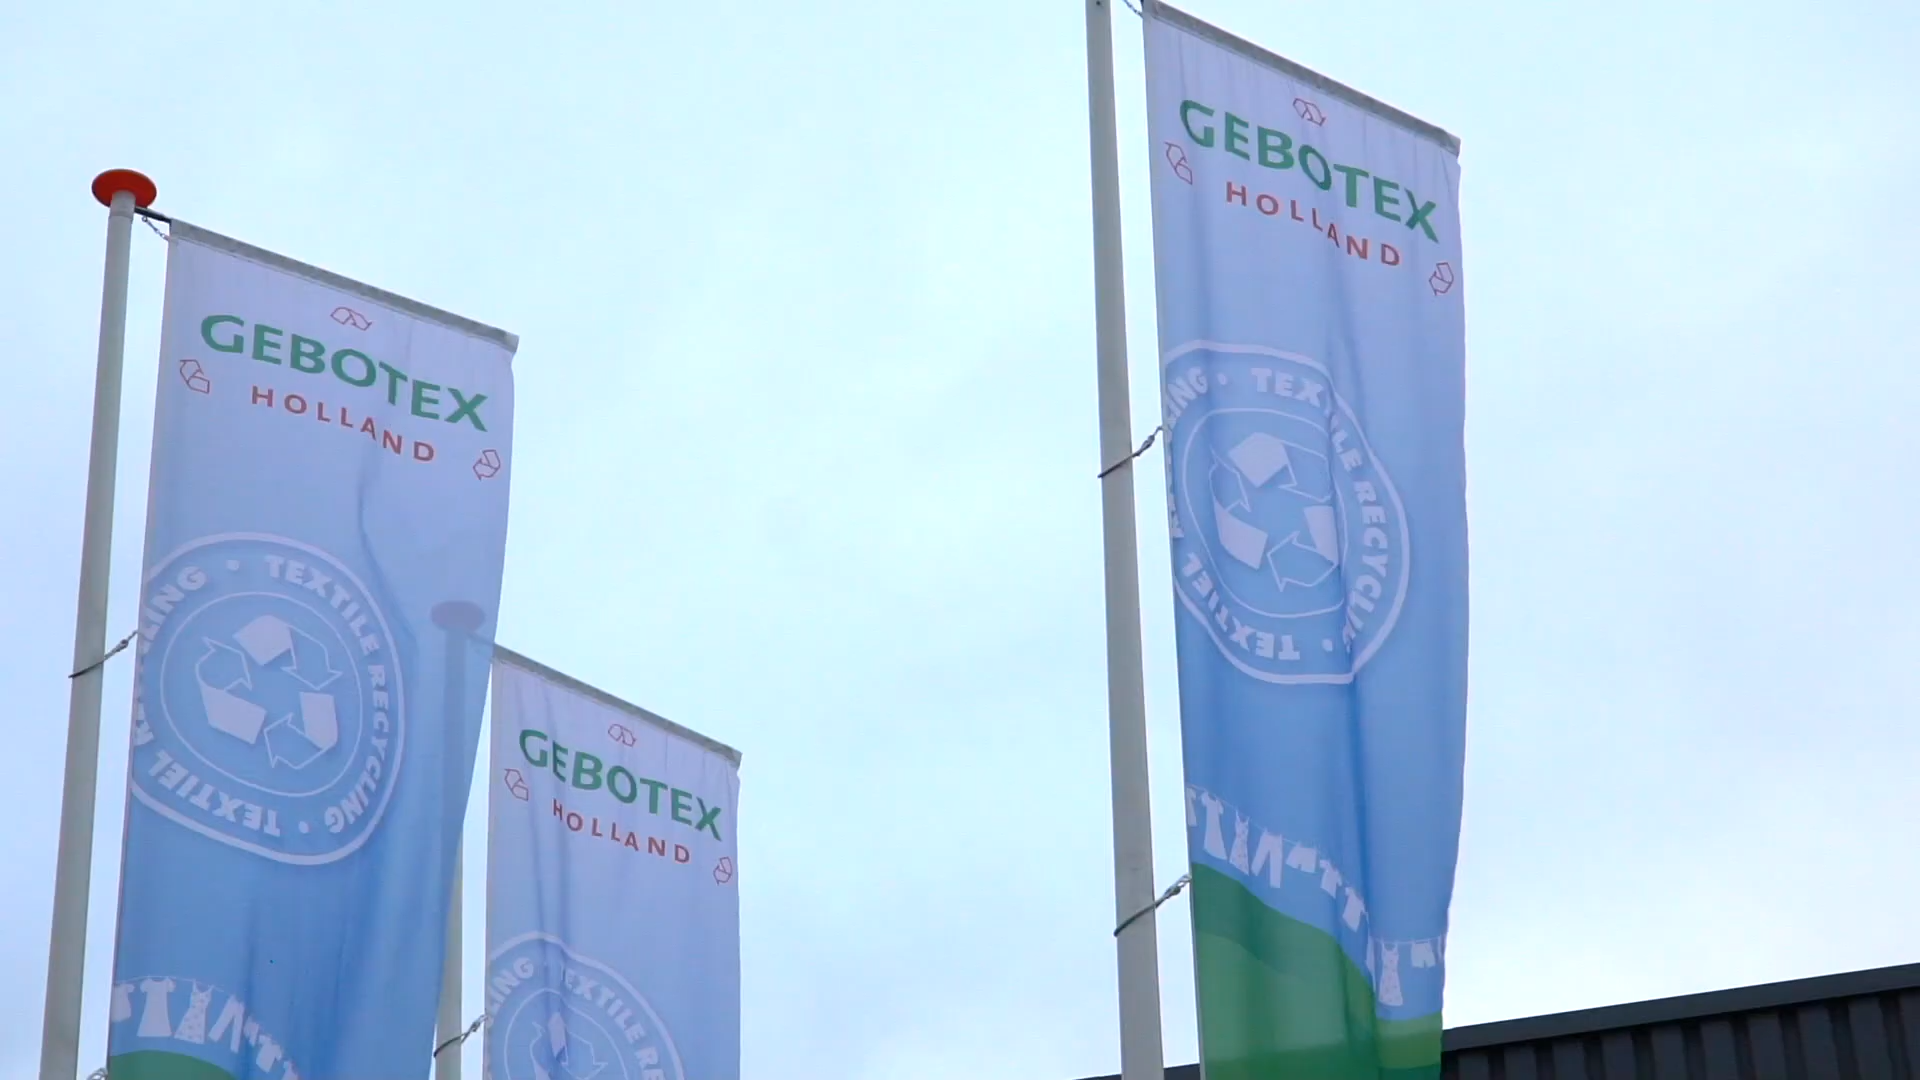 GEBOTEX
HOLLAND
TEXTILE RECYCLING • TEXTIEL
GEBOTEX
HOLLAND
GEBOTEX
HOLLAND
TEXTILE RECYCLING • TEXTIEL